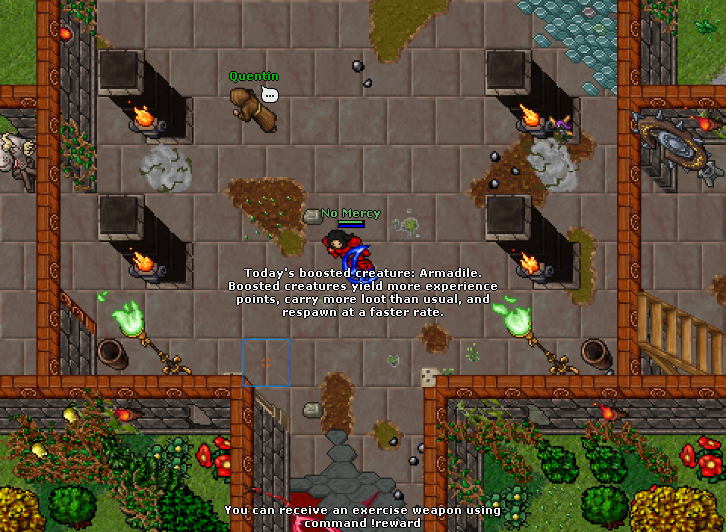 Quentin
...
No Mercy
Today's boosted creature: Armadile.
Boosted creatures yield more experience
points, carry more loot than usual, and
respawn at a faster rate.
You can receive an exercise weapon using
command !reward